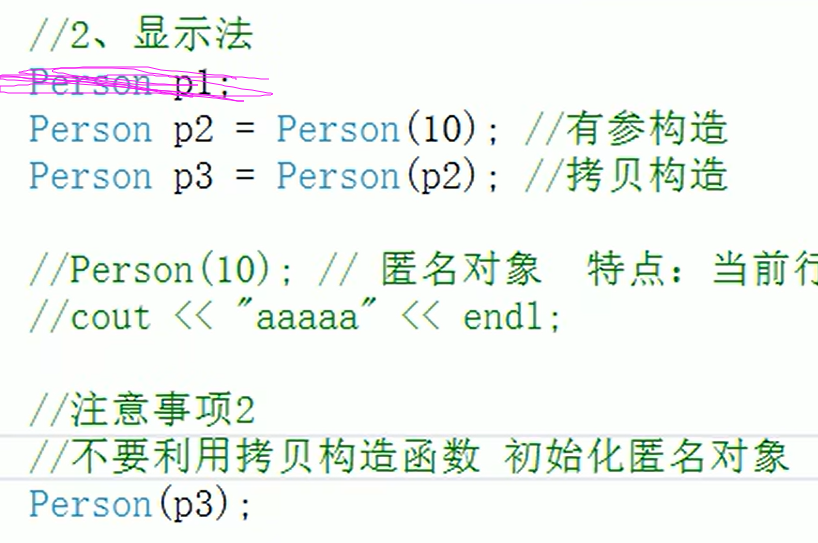 //2、显示法
Person p1;
Person p2 = Person(10); //有参构造
Person p3 = Person(p2); //拷贝构造
//Person(10); // 匿名对象  特点：当前行
//cout << "aaaaa" << endl;
//注意事项2
//不要利用拷贝构造函数 初始化匿名对象
Person(p3);